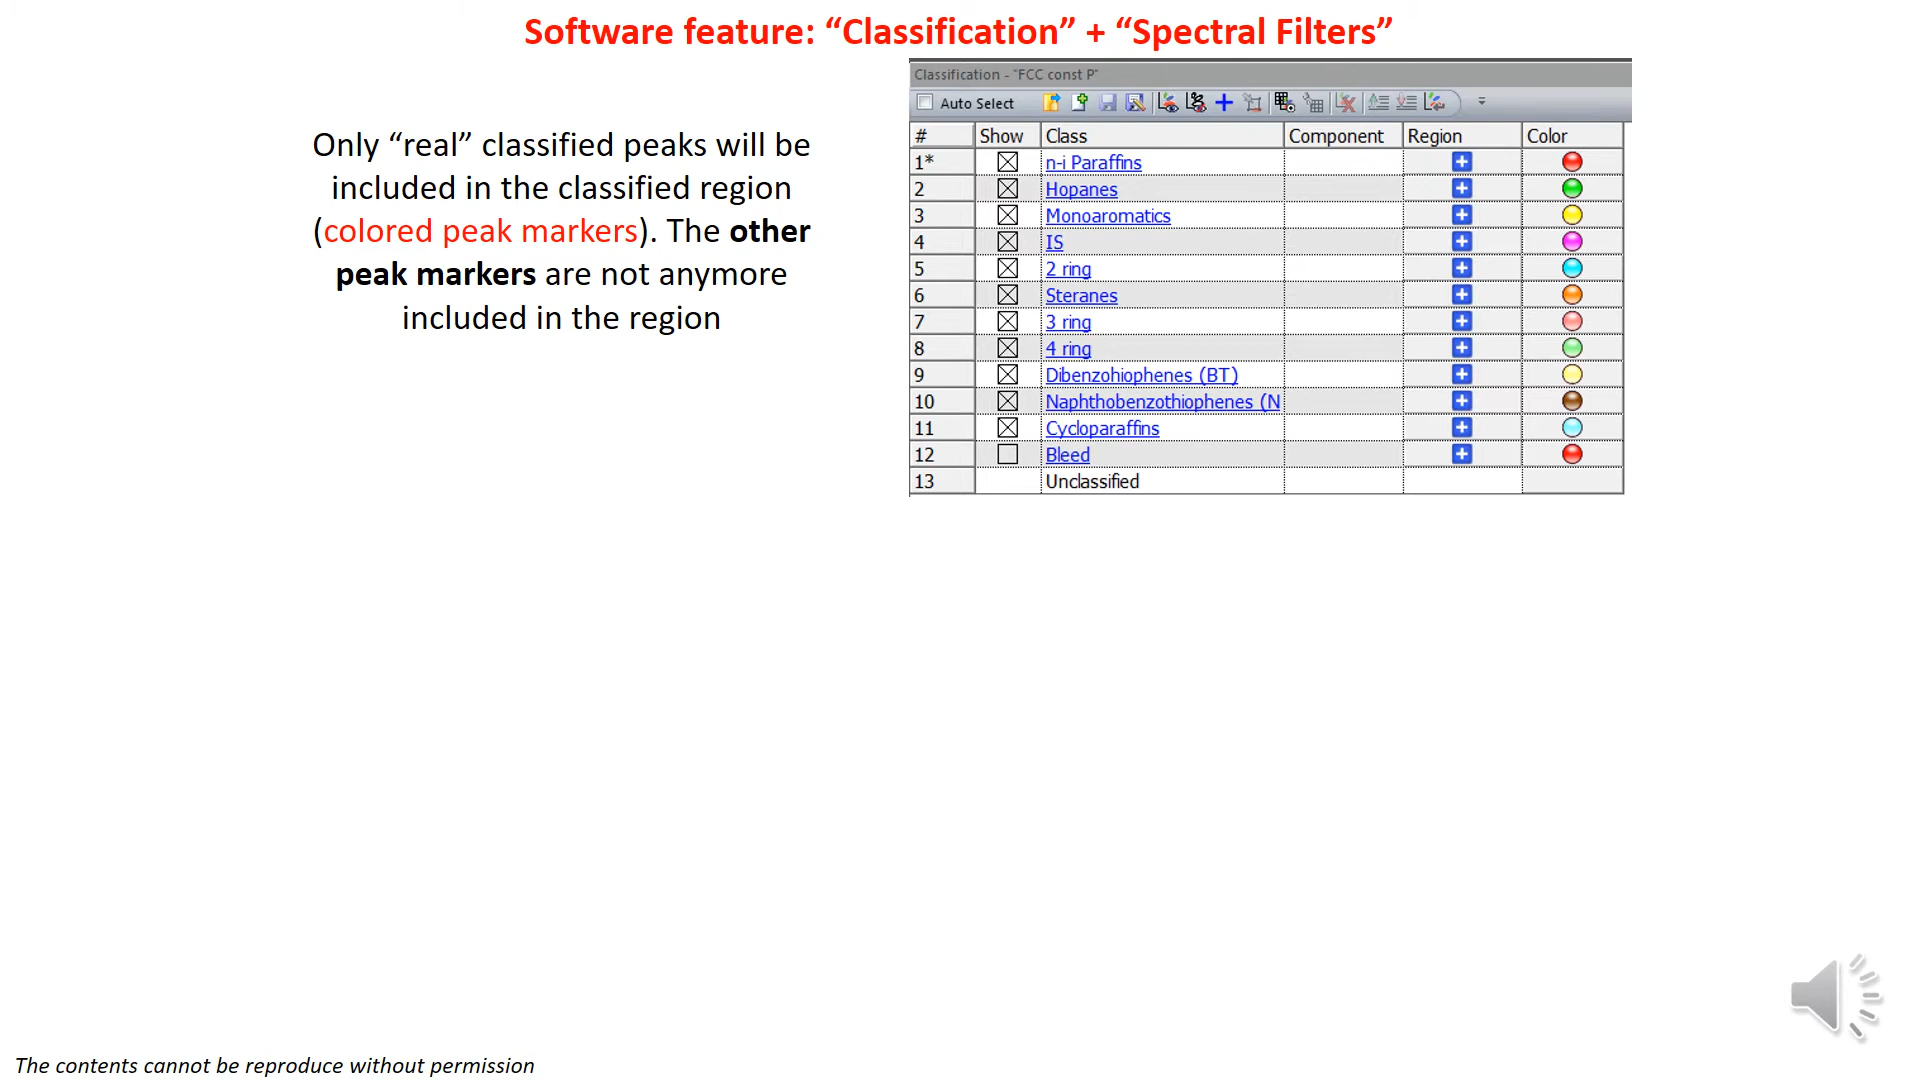 Software feature: “Classification” + “Spectral Filters”
Only “real” classified peaks will be
included in the classified region
(colored peak markers). The other
peak markers are not anymore
included in the region
Classification - "FCC const P"
Auto Select
# Show Class Component Region Color
1* n-i Paraffins
2 Hopanes
3 Monoaromatics
4 IS
5 2 ring
6 Steranes
7 3 ring
8 4 ring
9 Dibenzohiophenes (BT)
10 Naphthobenzothiophenes (N
11 Cycloparaffins
12 Bleed
13 Unclassified
The contents cannot be reproduce without permission